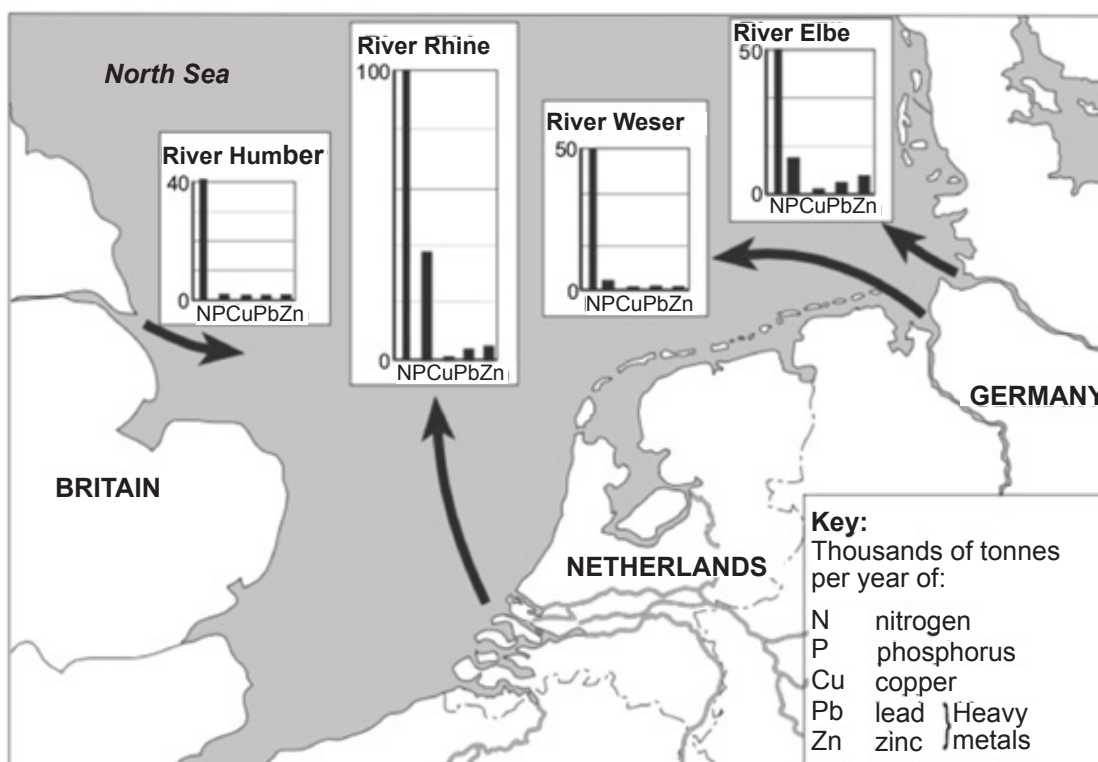 North Sea
River Humber
40
0
NPCuPbZn
River Rhine
100
0
NPCuPbZn
River Weser
50
0
NPCuPbZn
River Elbe
50
0
NPCuPbZn
BRITAIN
NETHERLANDS
GERMANY
Key:
Thousands of tonnes
per year of:
N nitrogen
P phosphorus
Cu copper
Pb lead Heavy
Zn zinc metals